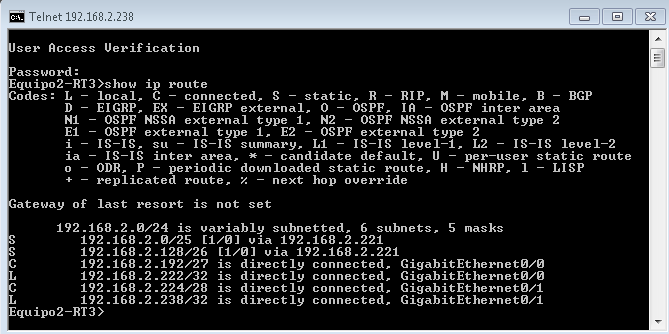 Telnet 192.168.2.238
User Access Verification
Password:
Equipo2-RT3>show ip route
Codes: L - local, C - connected, S - static, R - RIP, M - mobile, B - BGP
D - EIGRP, EX - EIGRP external, O - OSPF, IA - OSPF inter area
N1 - OSPF NSSA external type 1, N2 - OSPF NSSA external type 2
E1 - OSPF external type 1, E2 - OSPF external type 2
i - IS-IS, su - IS-IS summary, L1 - IS-IS level-1, L2 - IS-IS level-2
ia - IS-IS inter area, * - candidate default, U - per-user static route
o - ODR, P - periodic downloaded static route, H - NHRP, l - LISP
+ - replicated route, % - next hop override
Gateway of last resort is not set
192.168.2.0/24 is variably subnetted, 6 subnets, 5 masks
S 192.168.2.0/25 [1/0] via 192.168.2.221
S 192.168.2.128/26 [1/0] via 192.168.2.221
C 192.168.2.192/27 is directly connected, GigabitEthernet0/0
L 192.168.2.222/32 is directly connected, GigabitEthernet0/0
C 192.168.2.224/28 is directly connected, GigabitEthernet0/1
L 192.168.2.238/32 is directly connected, GigabitEthernet0/1
Equipo2-RT3>